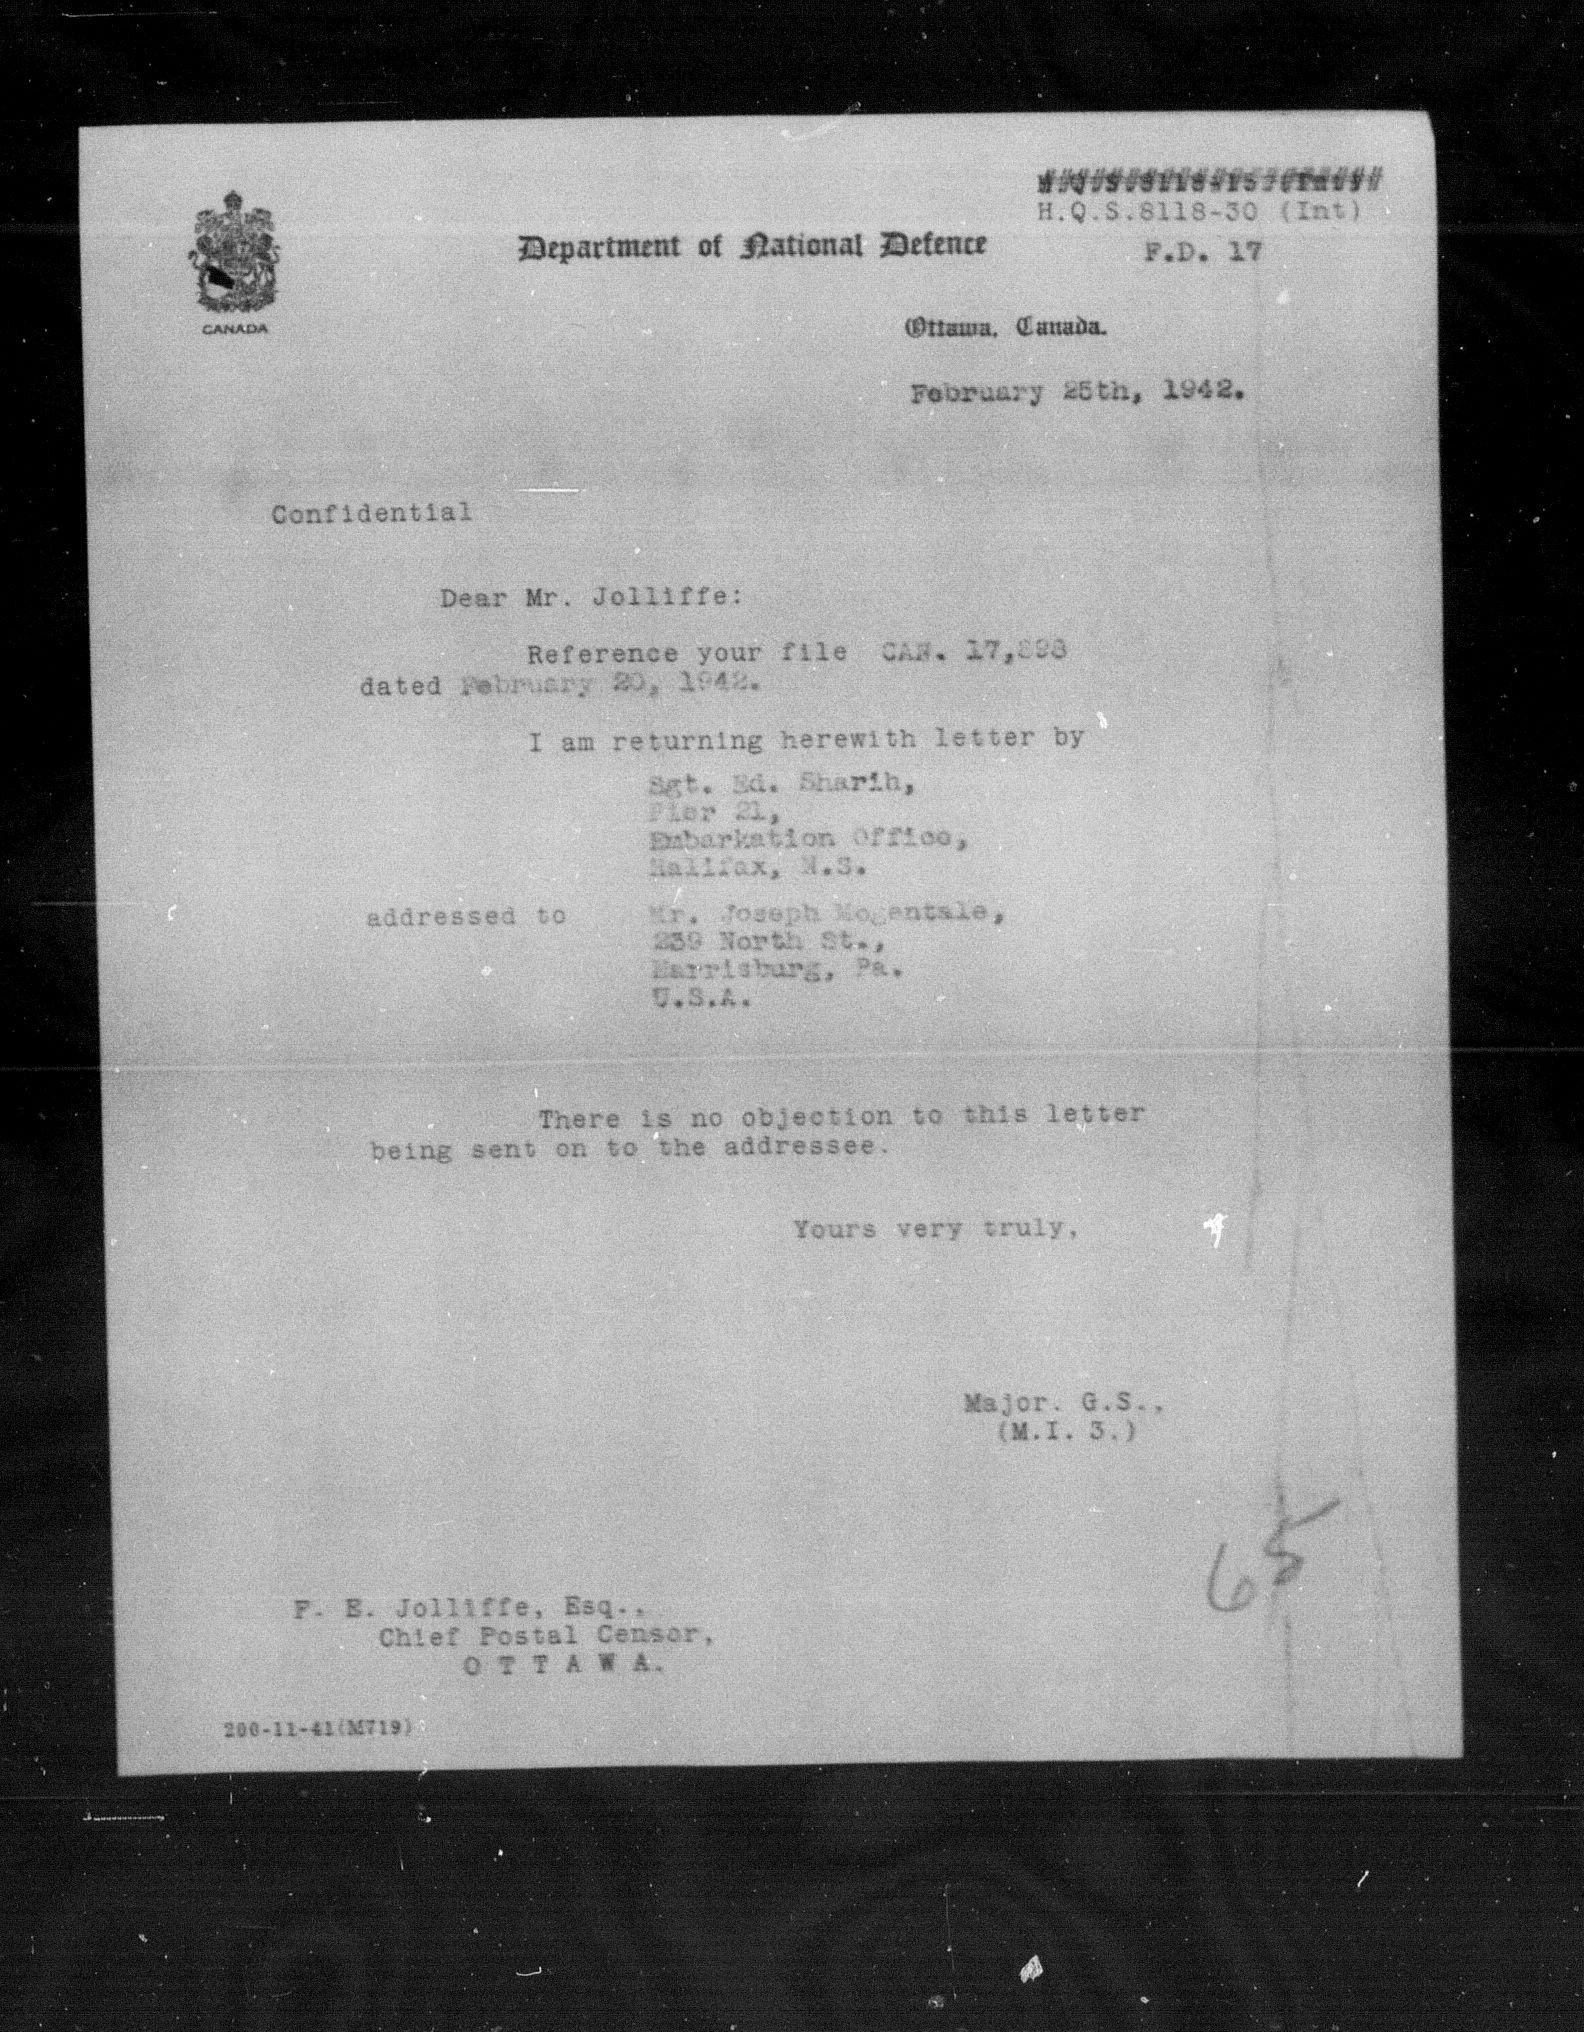 H.Q.S.8118-30 (Int)
Department of National Defence
F.D. 17
CANADA
Ottawa, Canada.
February 25th, 1942.
Confidential
Dear Mr. Jolliffe:
Reference your file CAN. 17,898
dated February 20, 1942.
I am returning herewith letter by
Sgt. Ed. Sharih,
Pier 21,
Embarkation Office,
Halifax, N.S.
addressed to Mr. Joseph Mogentale,
239 North St.,
Harrisburg, Pa.
U.S.A.
There is no objection to this letter
being sent on to the addressee.
Yours very truly,
Major. G.S.,
(M.I. 3.)
65
F. E. Jolliffe, Esq.,
Chief Postal Censor,
O T T A W A.
200-11-41(M719)